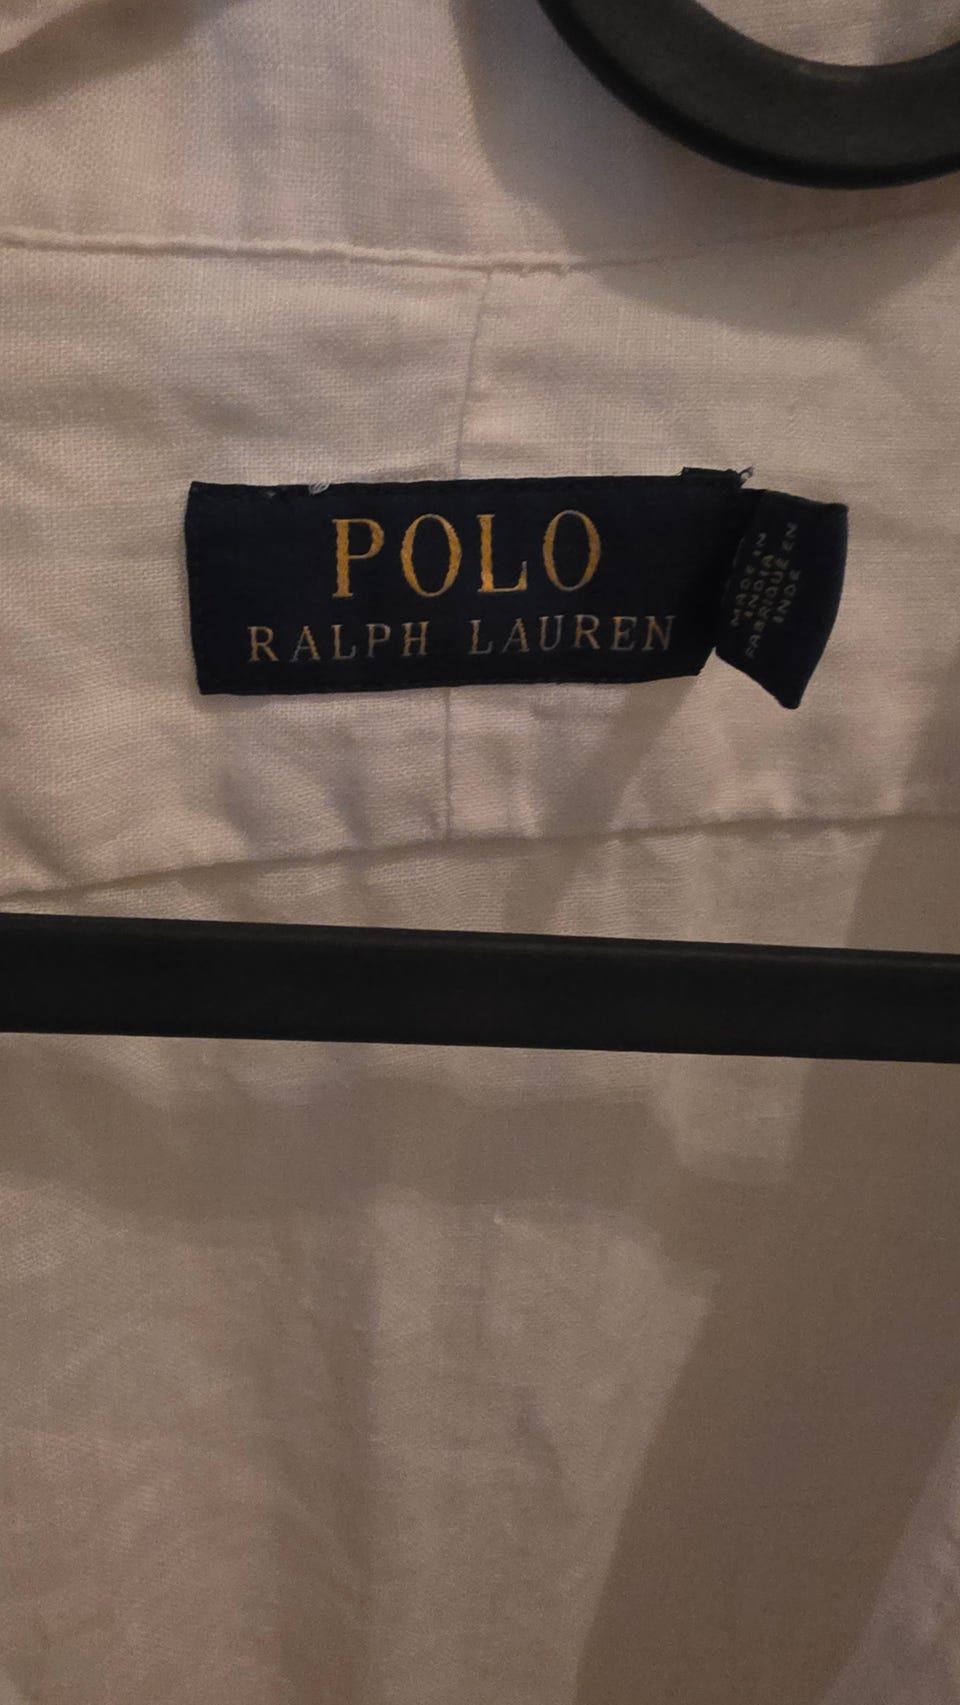 POLO
RALPH LAUREN
MADE IN
INDIA
FABRIQUÉ EN
INDE